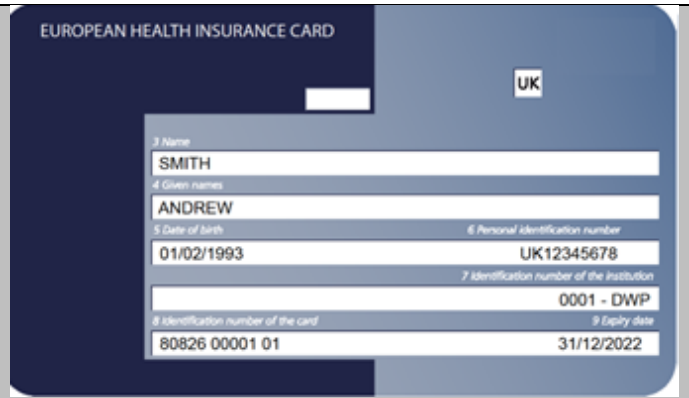 EUROPEAN HEALTH INSURANCE CARD
UK
3 Name
SMITH
4 Given names
ANDREW
5 Date of birth 6 Personal identification number
01/02/1993 UK12345678
7 Identification number of the institution
0001 - DWP
8 Identification number of the card 9 Expiry date
80826 00001 01 31/12/2022